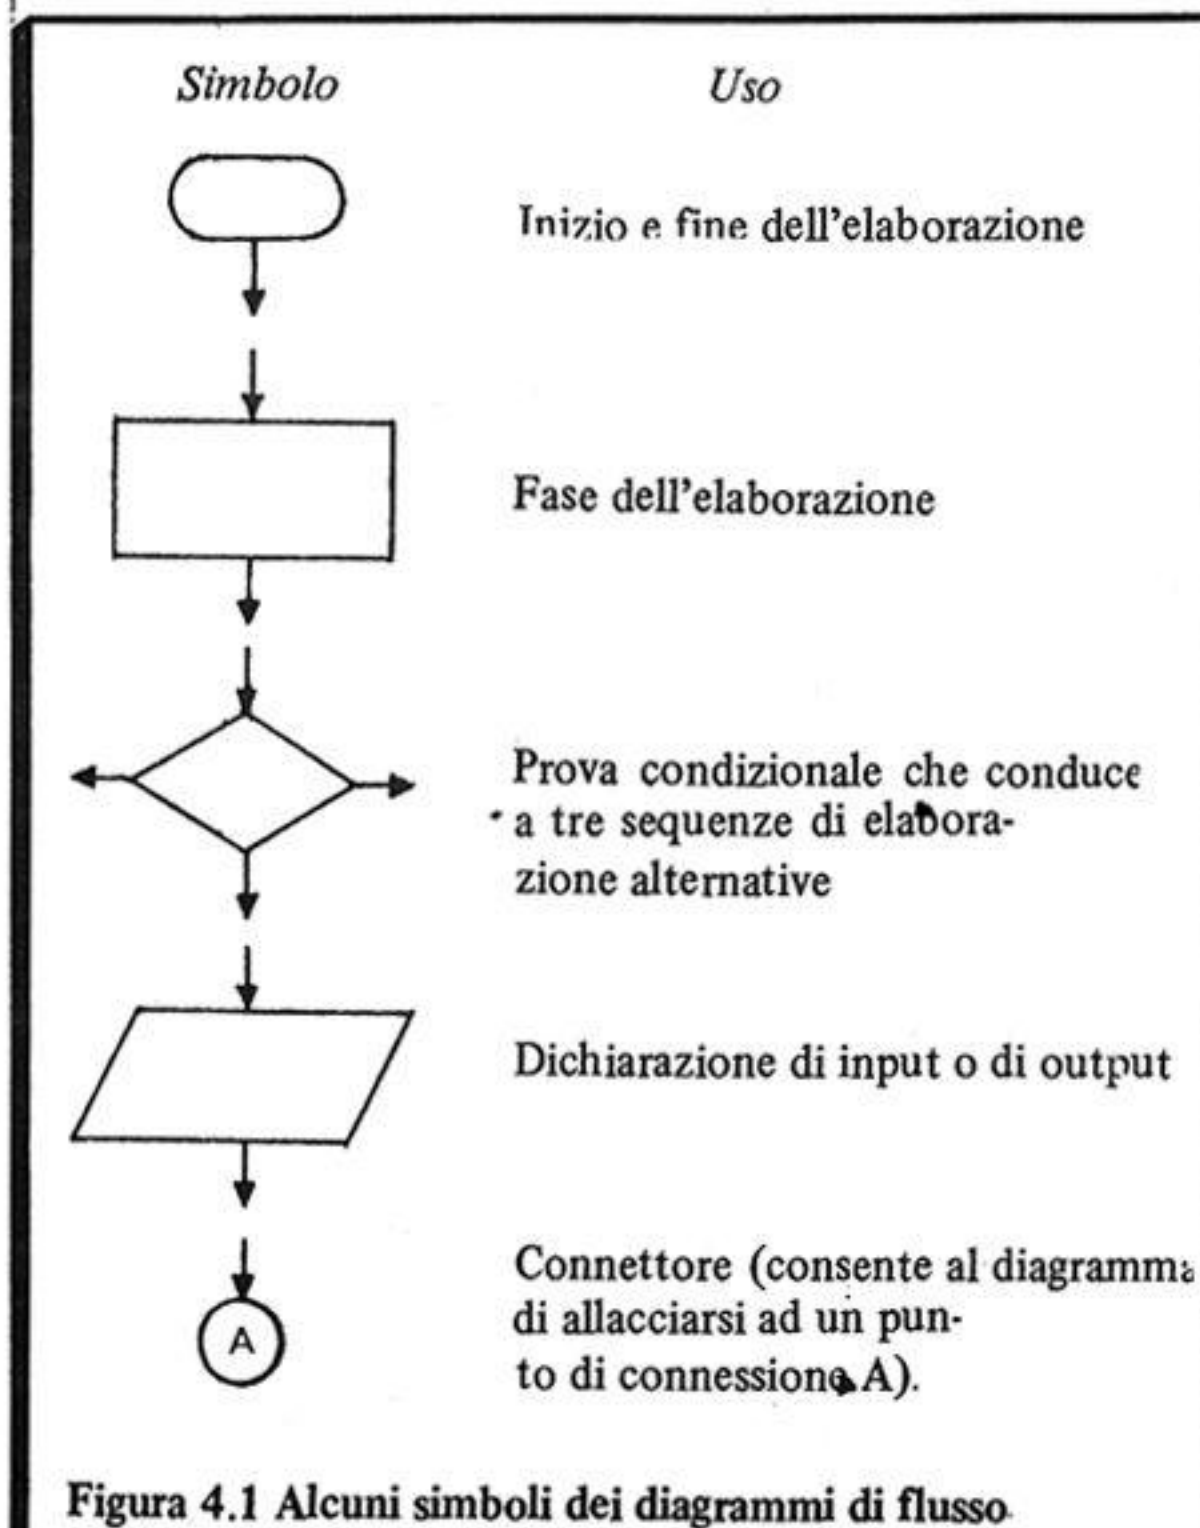 Simbolo Uso
Inizio e fine dell'elaborazione
Fase dell'elaborazione
Prova condizionale che conduce
a tre sequenze di elabora-
zione alternative
Dichiarazione di input o di output
Connettore (consente al diagramma
di allacciarsi ad un pun-
to di connessione A).
A
Figura 4.1 Alcuni simboli dei diagrammi di flusso